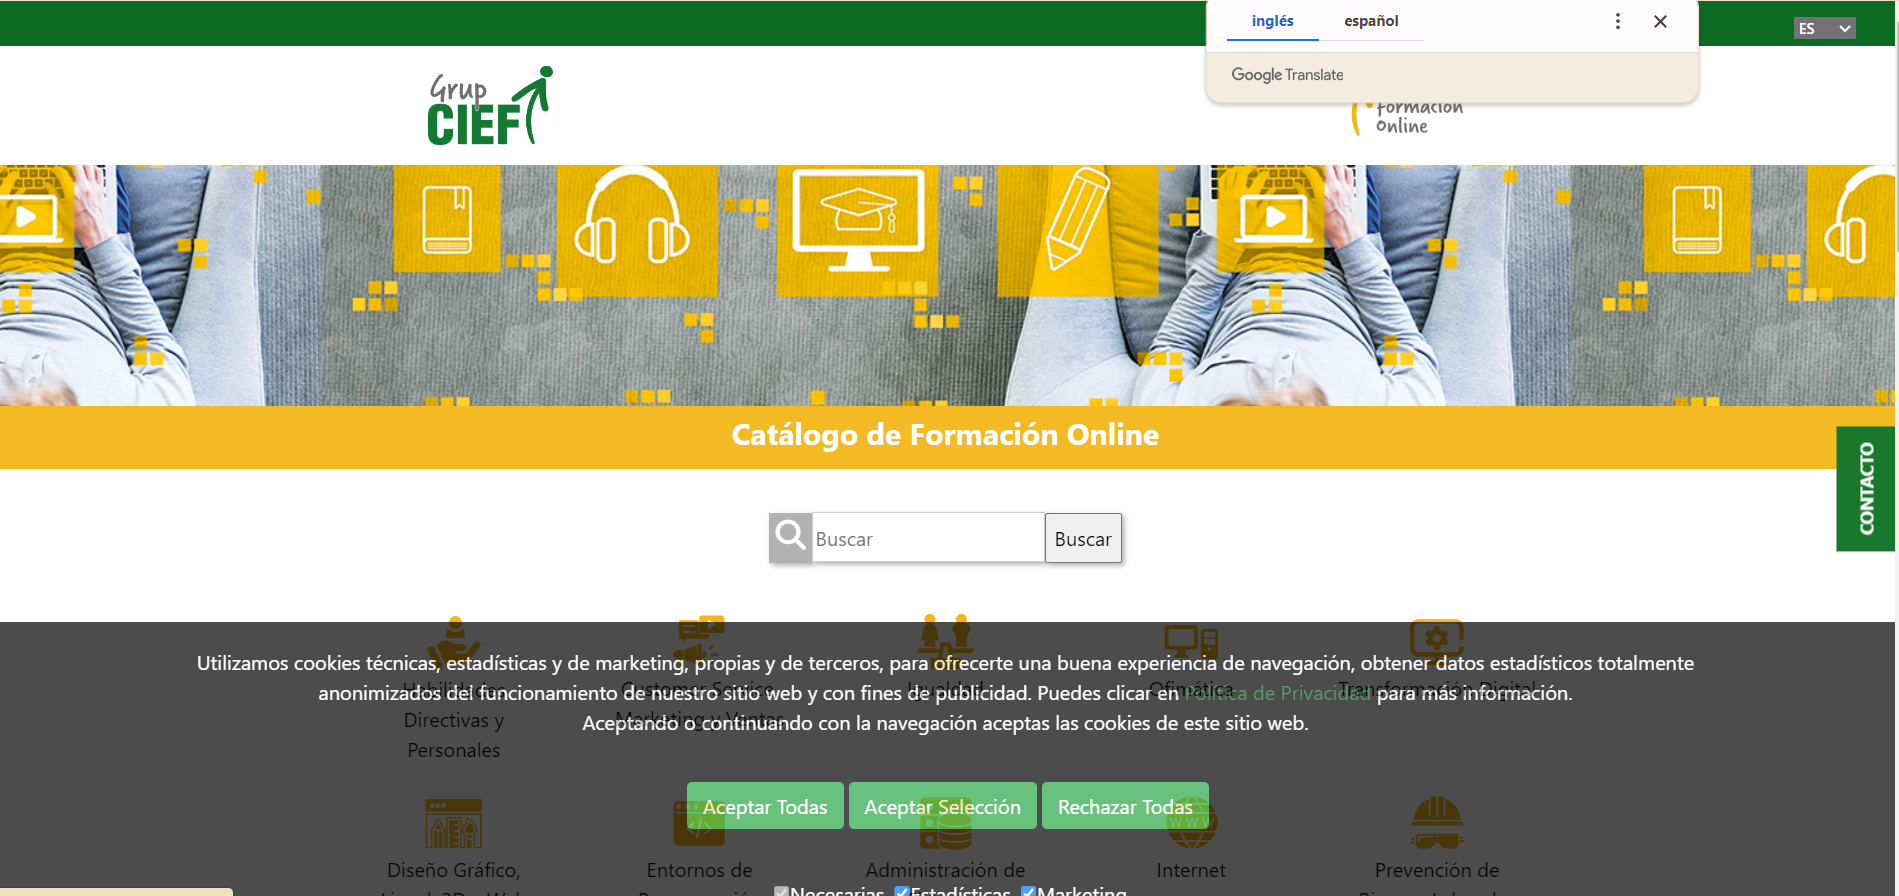 inglés español
ES
Google Translate
Grup
CIEF
Formación
Online
Catálogo de Formación Online
CONTACTO
Buscar Buscar
Utilizamos cookies técnicas, estadísticas y de marketing, propias y de terceros, para ofrecerte una buena experiencia de navegación, obtener datos estadísticos totalmente
anonimizados del funcionamiento de nuestro sitio web y con fines de publicidad. Puedes clicar en Política de Privacidad para más información.
Aceptando o continuando con la navegación aceptas las cookies de este sitio web.
Habilidades
Directivas y
Personales
Customer Service
Marketing y Ventas
Igualdad
Ofimática
Transformación Digital
Aceptar Todas Aceptar Selección Rechazar Todas
WWW
Diseño Gráfico,
Entornos de
Administración de
Internet
Prevención de
Necesarias Estadísticas Marketing